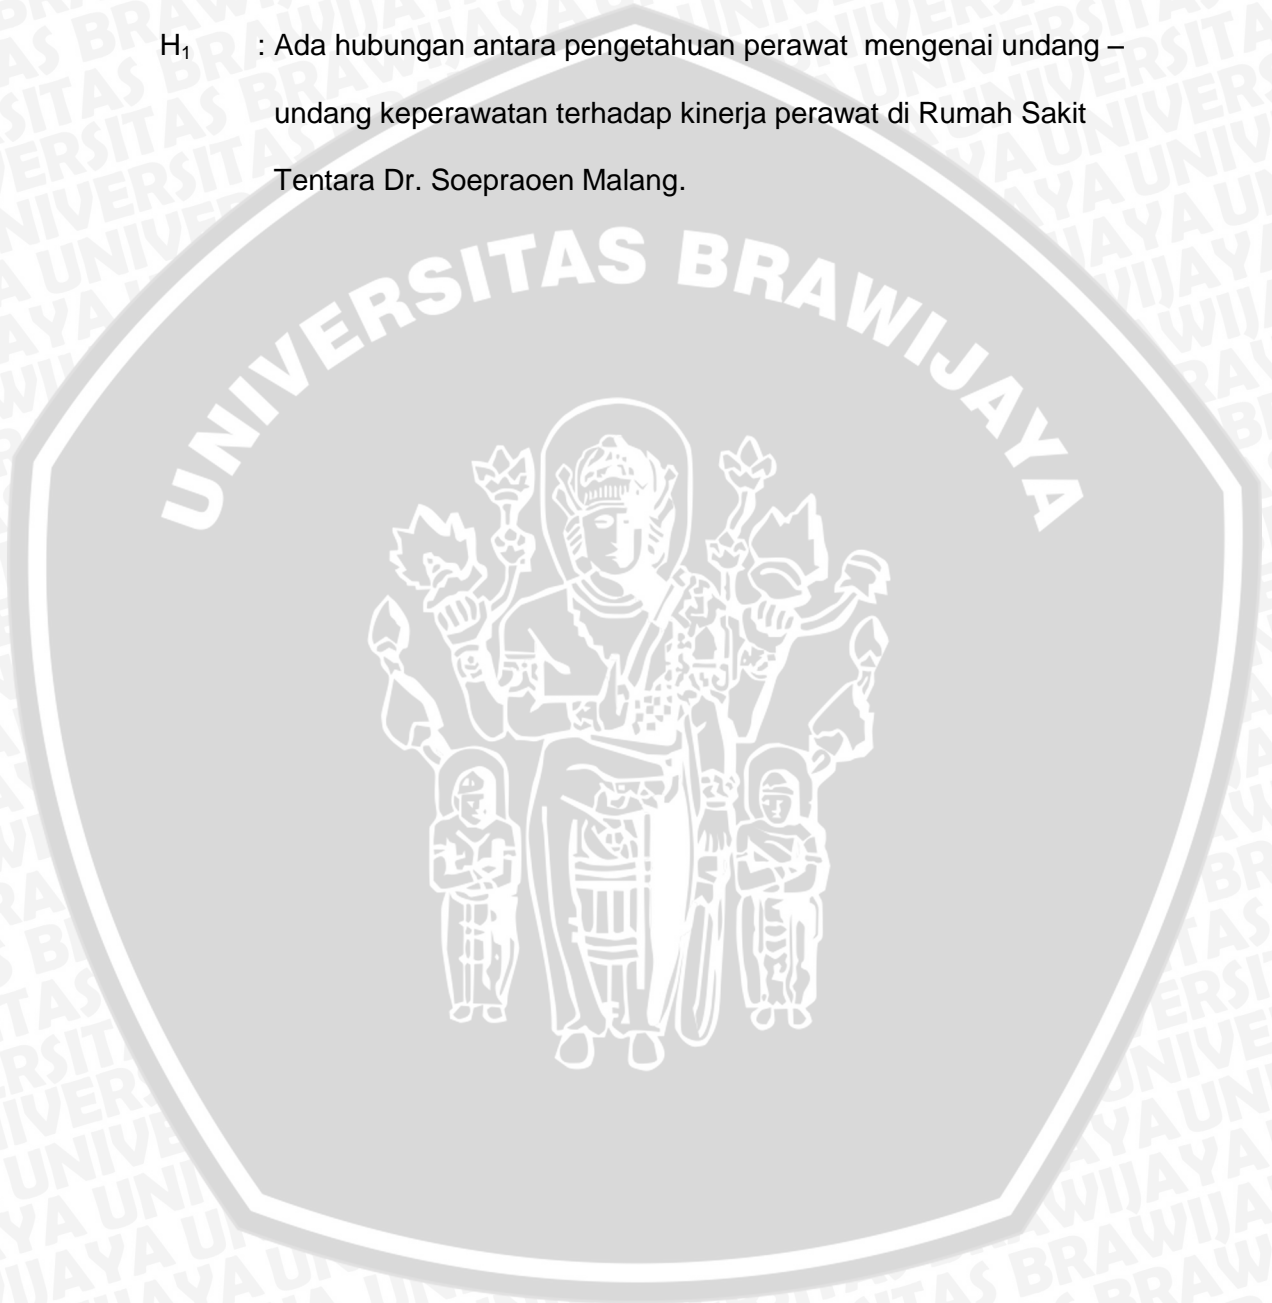 H₁ : Ada hubungan antara pengetahuan perawat mengenai undang –
undang keperawatan terhadap kinerja perawat di Rumah Sakit
Tentara Dr. Soepraoen Malang.
UNIVERSITAS BRAWIJAYA